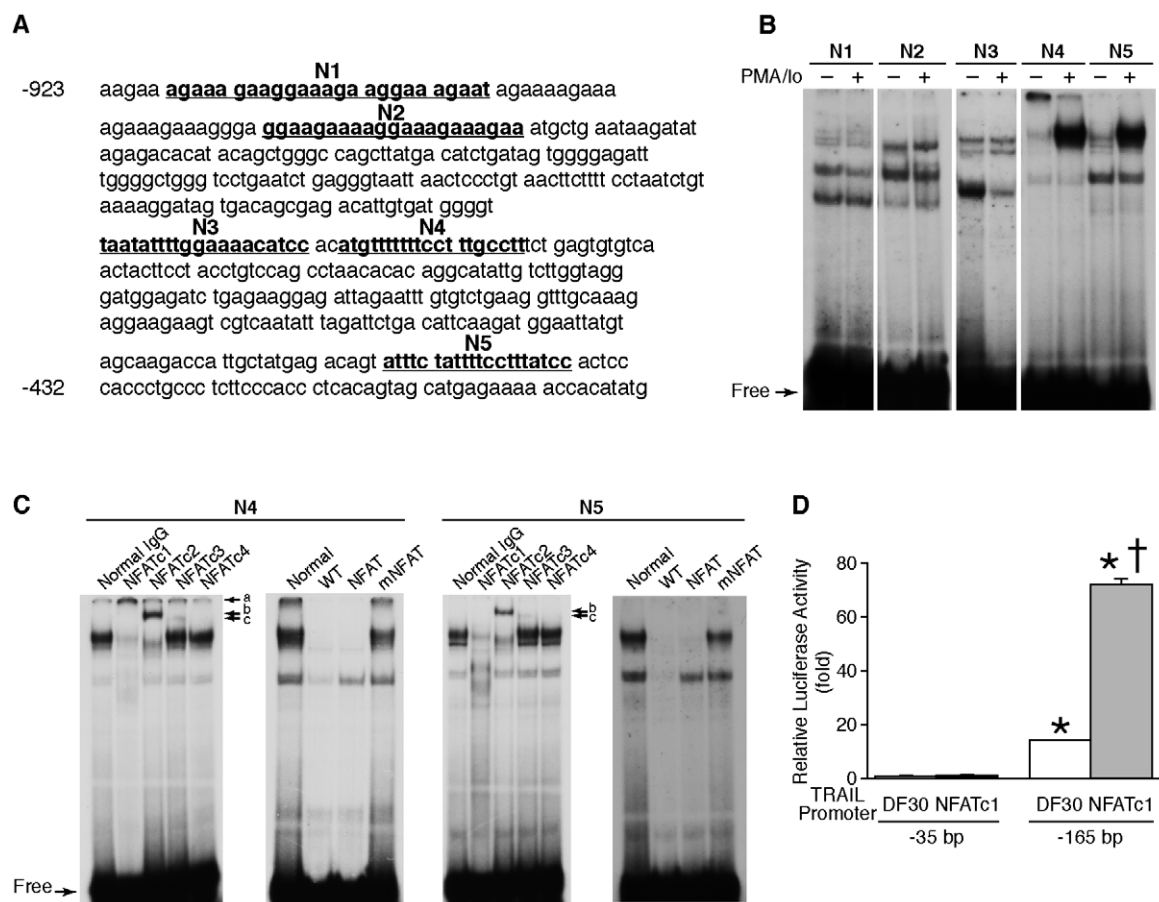 A
N1
-923 aagaa agaaa gaaggaaaga aggaa agaat agaaaagaaa
N2
agaaagaaaggga ggaagaaaaggaaagaaagaa atgctg aataagatat
agagacacat acagctgggc cagcttatga catctgatag tggggagatt
tggggctggg tcctgaatct gagggtaatt aactccctgt aacttctttt cctaatctgt
aaaaggatag tgacagcgag acattgtgat ggggt
N3 N4
taatattttggaaaacatcc acatgtttttttcct ttgcctttct gagtgtgtca
actacttcct acctgtccag cctaacacac aggcatattg tcttggtagg
gatggagatc tgagaaggag attagaattt gtgtctgaag gtttgcaaag
aggaagaagt cgtcaatatt tagattctga cattcaagat ggaattatgt
N5
agcaagaccа ttgctatgag acagt atttc tattttcctttatcc actcc
-432 caccctgccc tcttcccacc ctcacagtag catgagaaaa accacatatg
B
N1 N2 N3 N4 N5
PMA/Io − + − + − + − + − +
Free
C
N4 N5
Normal IgG NFATc1 NFATc2 NFATc3 NFATc4 Normal WT NFAT mNFAT Normal IgG NFATc1 NFATc2 NFATc3 NFATc4 Normal WT NFAT mNFAT
a
b
c
b
c
Free
D
Relative Luciferase Activity
(fold)
80
60
40
20
0
* †
*
TRAIL
Promoter
DF30 NFATc1 DF30 NFATc1
-35 bp -165 bp